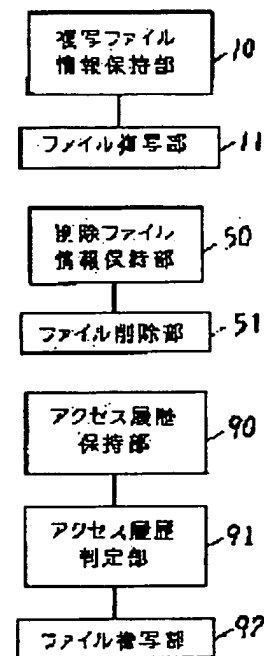 複写ファイル
情報保持部
10
ファイル複写部
11
削除ファイル
情報保持部
50
ファイル削除部
51
アクセス履歴
保持部
90
アクセス履歴
判定部
91
ファイル複写部
92